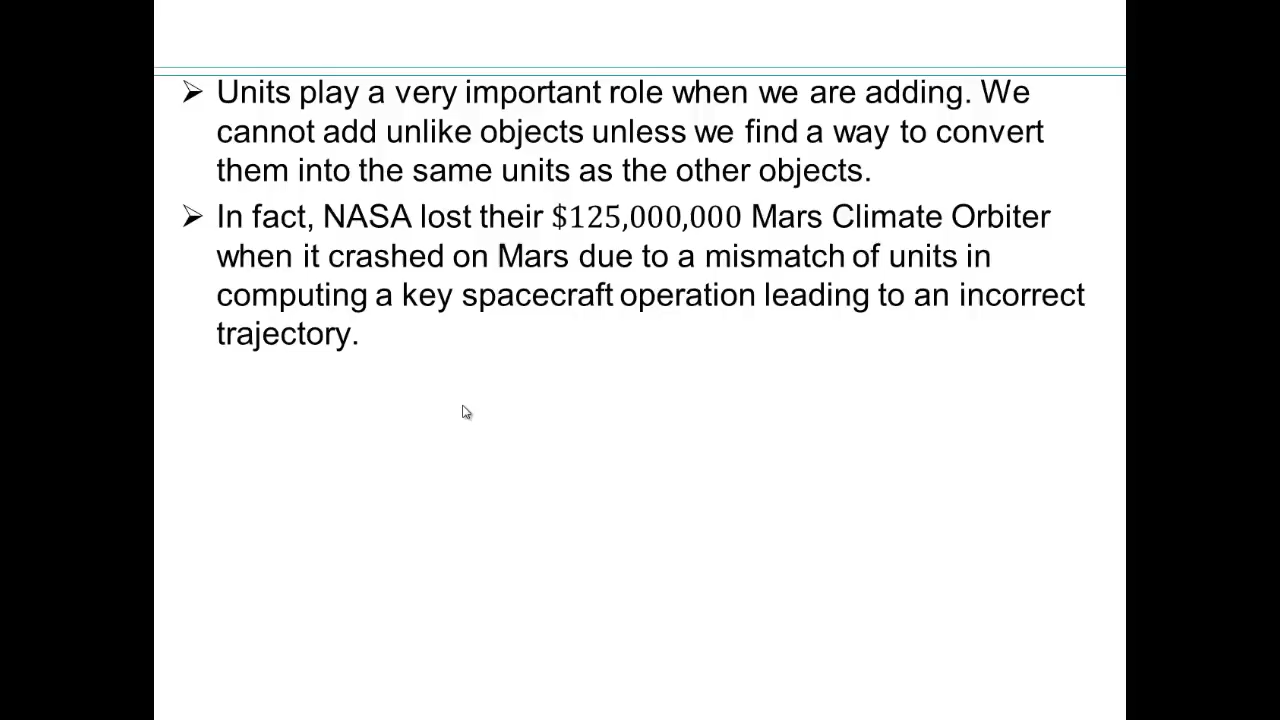 ➢ Units play a very important role when we are adding. We
cannot add unlike objects unless we find a way to convert
them into the same units as the other objects.
➢ In fact, NASA lost their $125,000,000 Mars Climate Orbiter
when it crashed on Mars due to a mismatch of units in
computing a key spacecraft operation leading to an incorrect
trajectory.